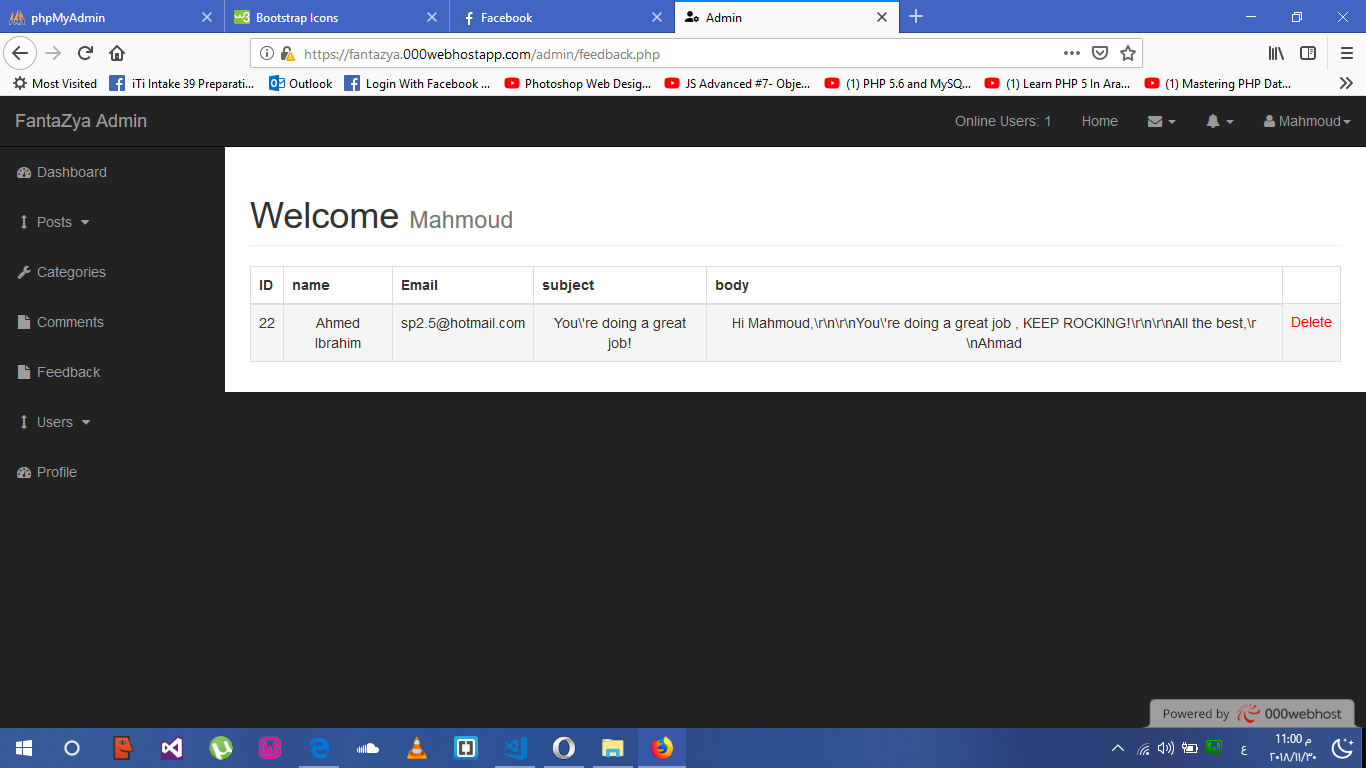 phpMyAdmin
Bootstrap Icons
Facebook
Admin
https://fantazya.000webhostapp.com/admin/feedback.php
Most Visited
iTi Intake 39 Preparati...
Outlook
Login With Facebook ...
Photoshop Web Desig...
JS Advanced #7- Obje...
(1) PHP 5.6 and MySQ...
(1) Learn PHP 5 In Ara...
(1) Mastering PHP Dat...
FantaZya Admin
Online Users: 1
Home
Mahmoud
Dashboard
Posts
Categories
Comments
Feedback
Users
Profile
Welcome Mahmoud
ID name Email subject body
22
Ahmed
Ibrahim
sp2.5@hotmail.com
You\'re doing a great
job!
Hi Mahmoud,\r\n\r\nYou\'re doing a great job , KEEP ROCKING!\r\n\r\nAll the best,\r
\nAhmad
Delete
Powered by 000webhost
ع
11:00 م
٢٠١٨/١١/٣٠